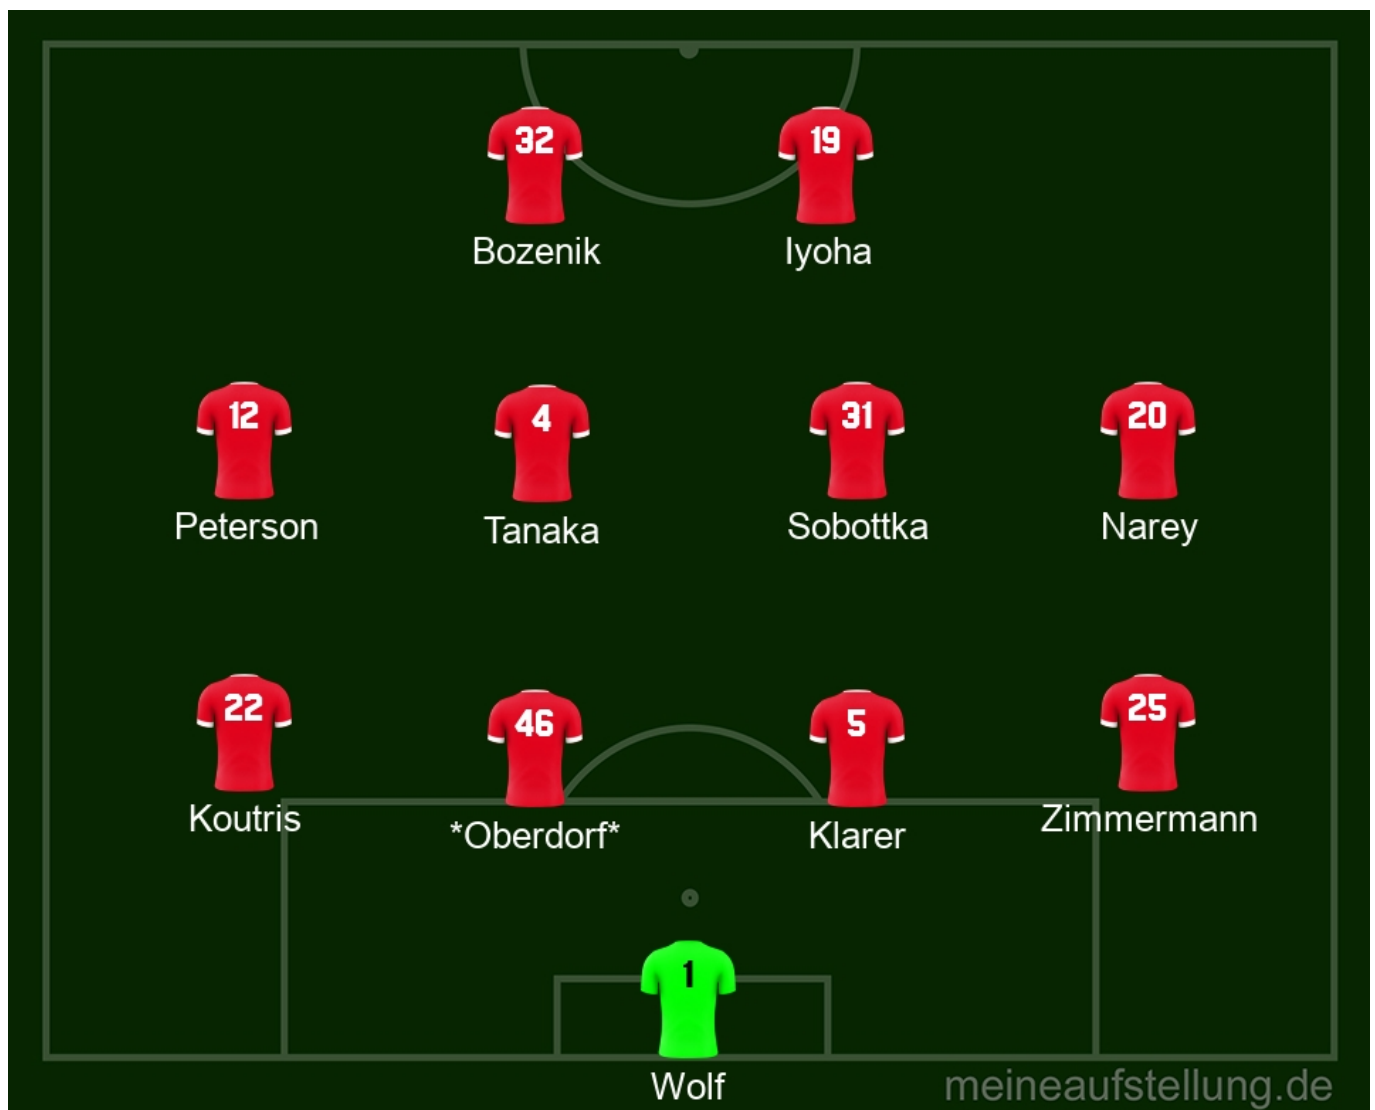 32
19
Bozenik
Iyoha
12
4
31
20
Peterson
Tanaka
Sobottka
Narey
22
46
5
25
Koutris
*Oberdorf*
Klarer
Zimmermann
1
Wolf
meineaufstellung.de